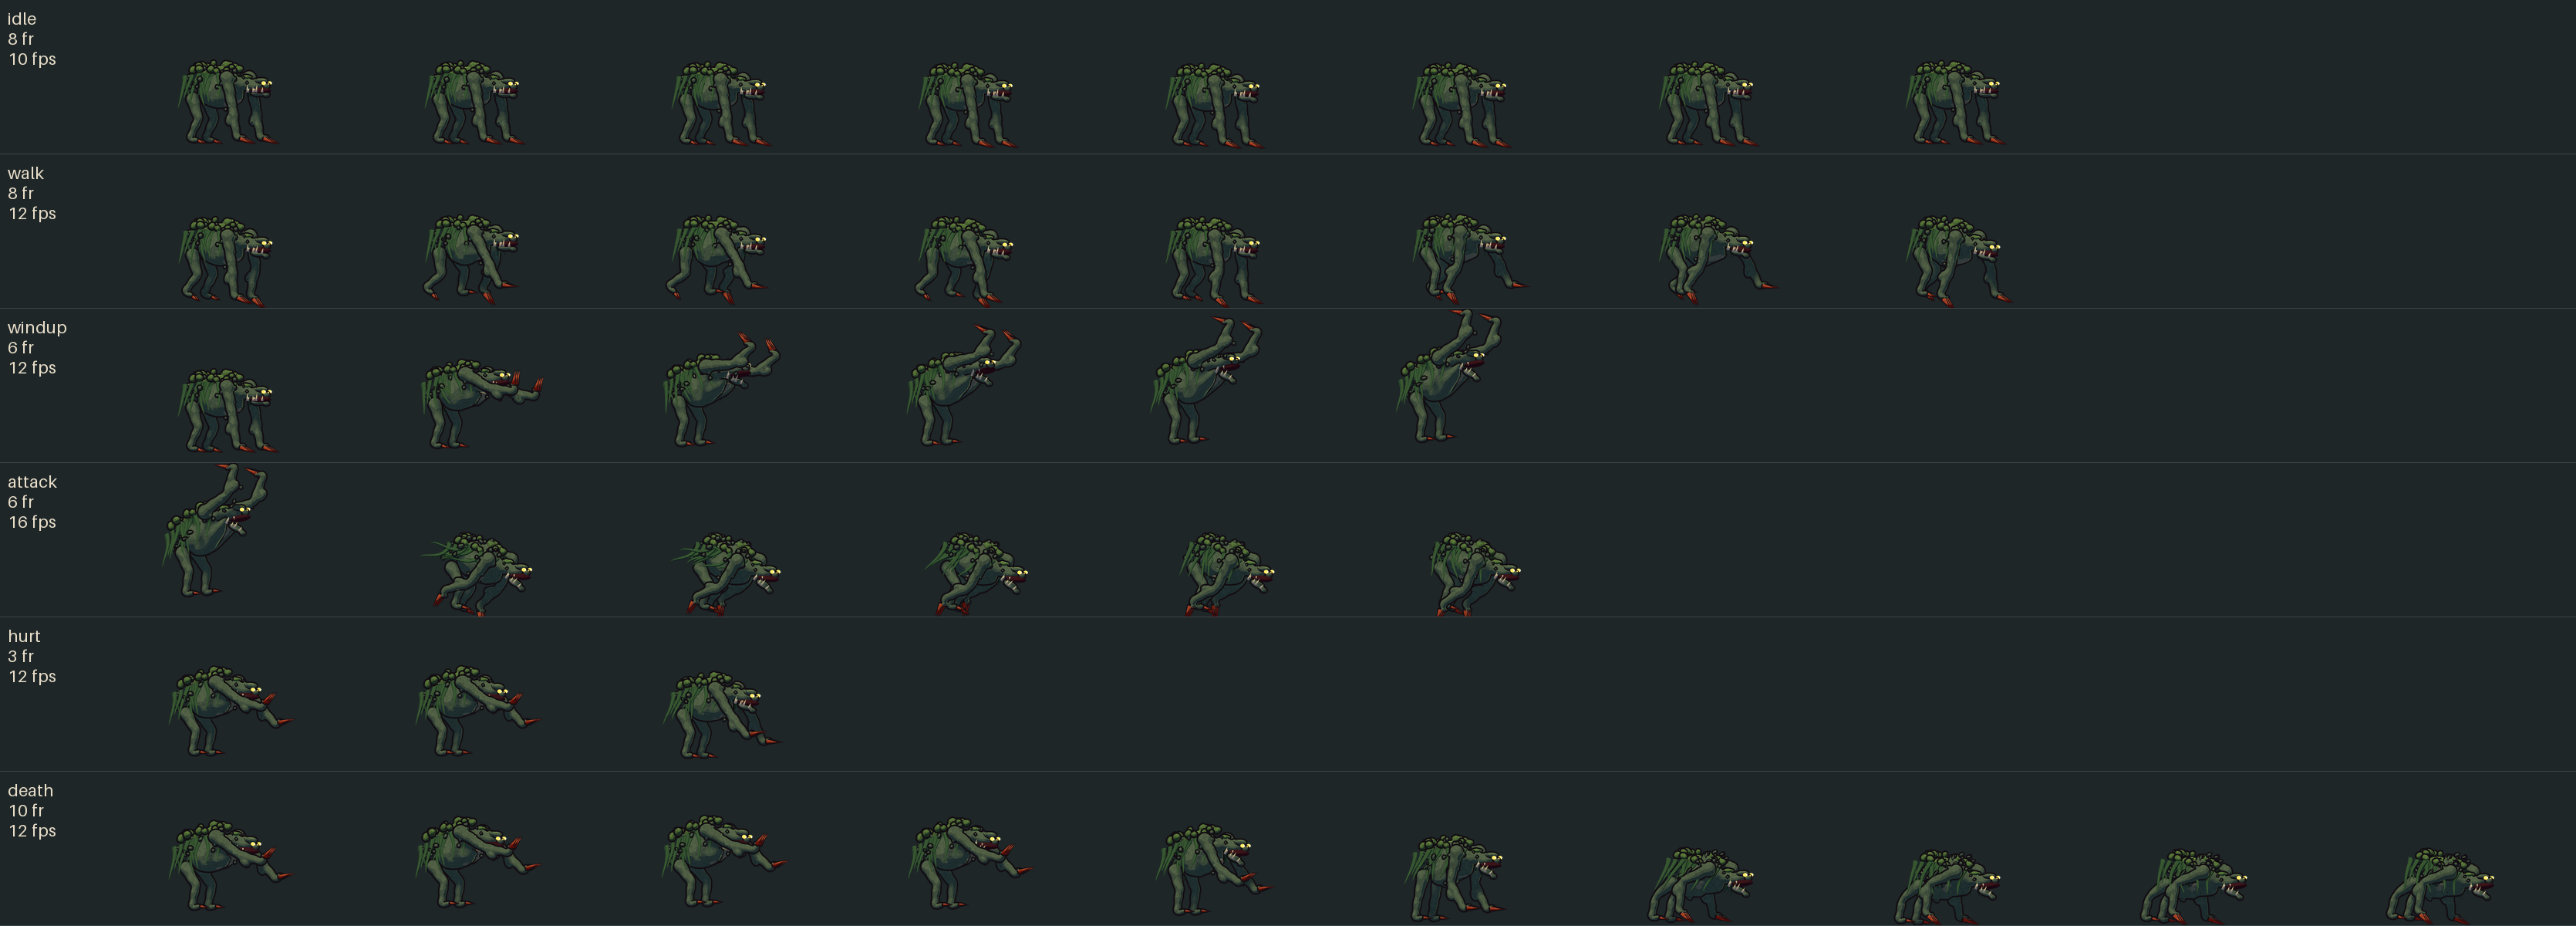 idle
8 fr
10 fps
walk
8 fr
12 fps
windup
6 fr
12 fps
attack
6 fr
16 fps
hurt
3 fr
12 fps
death
10 fr
12 fps